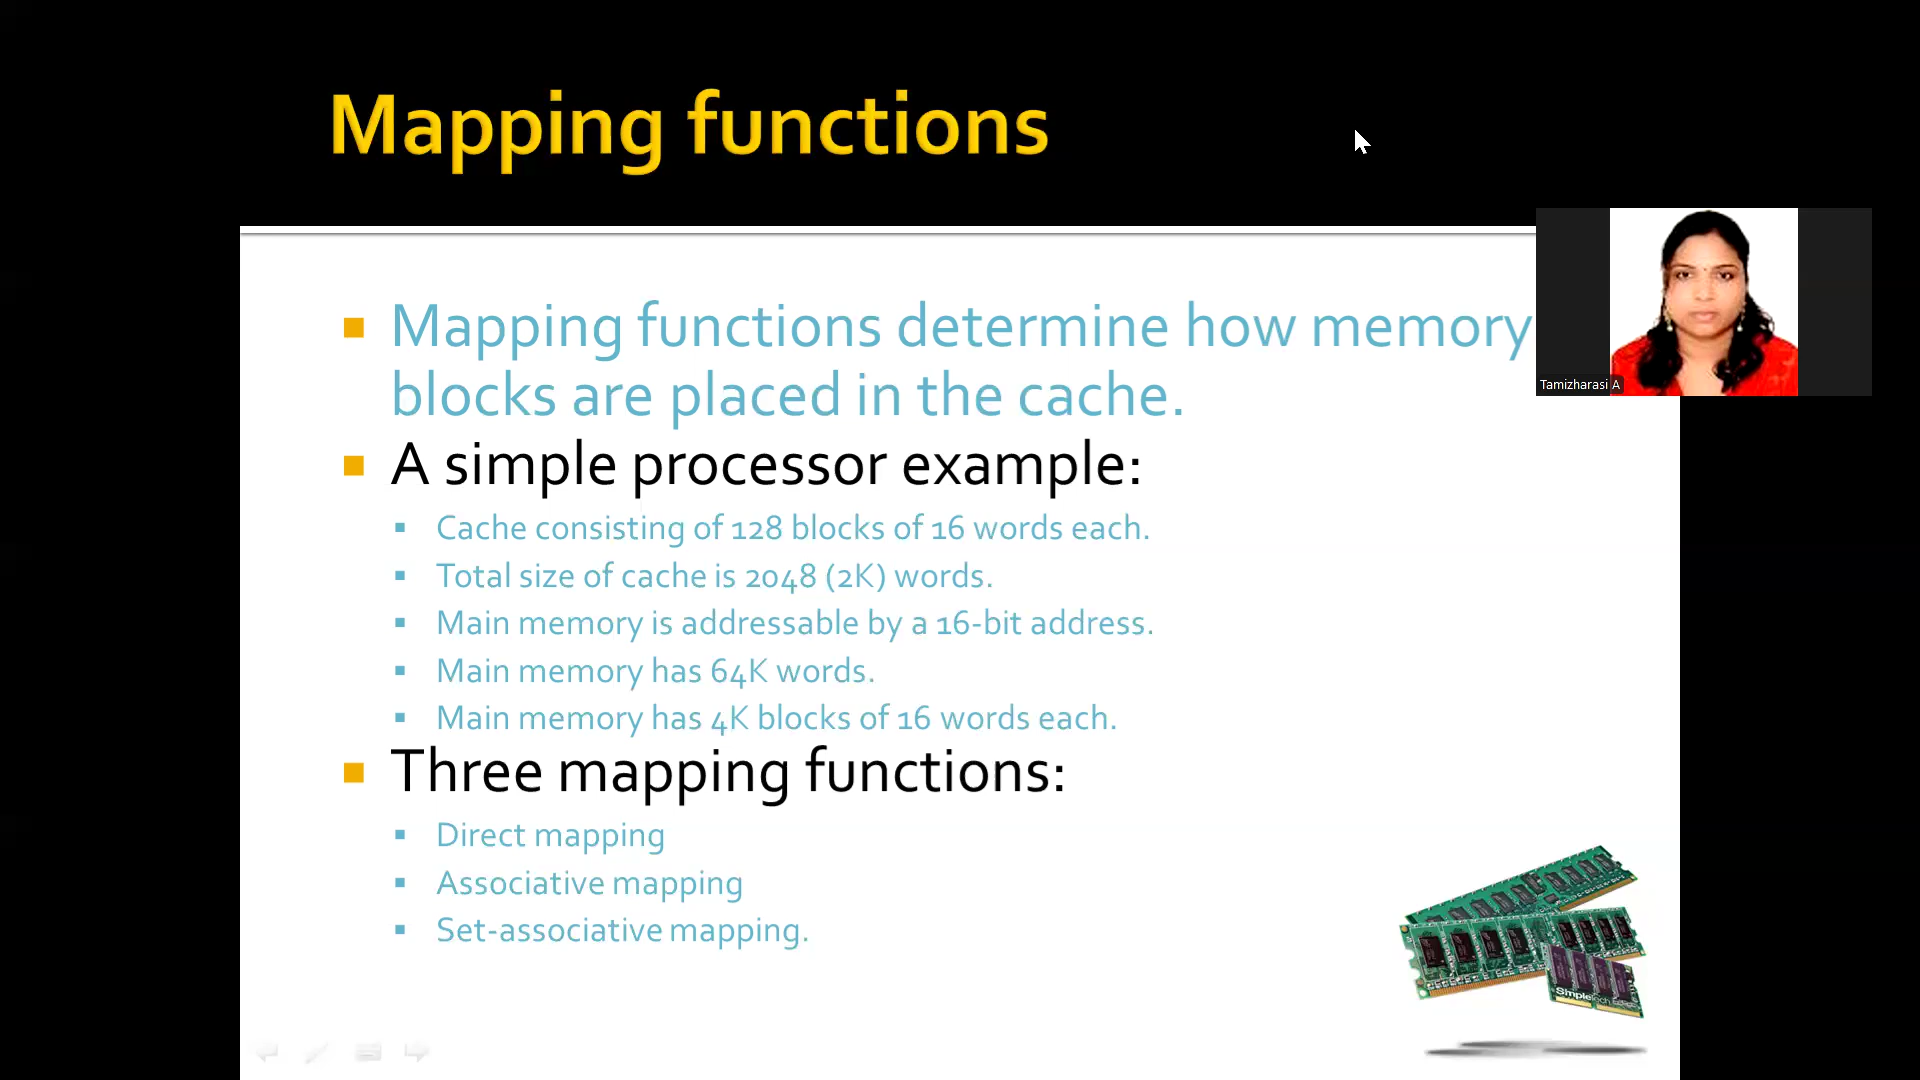 Mapping functions
Mapping functions determine how memory
blocks are placed in the cache.
A simple processor example:
Cache consisting of 128 blocks of 16 words each.
Total size of cache is 2048 (2K) words.
Main memory is addressable by a 16-bit address.
Main memory has 64K words.
Main memory has 4K blocks of 16 words each.
Three mapping functions:
Direct mapping
Associative mapping
Set-associative mapping.
Tamizharasi A
SimpleTech